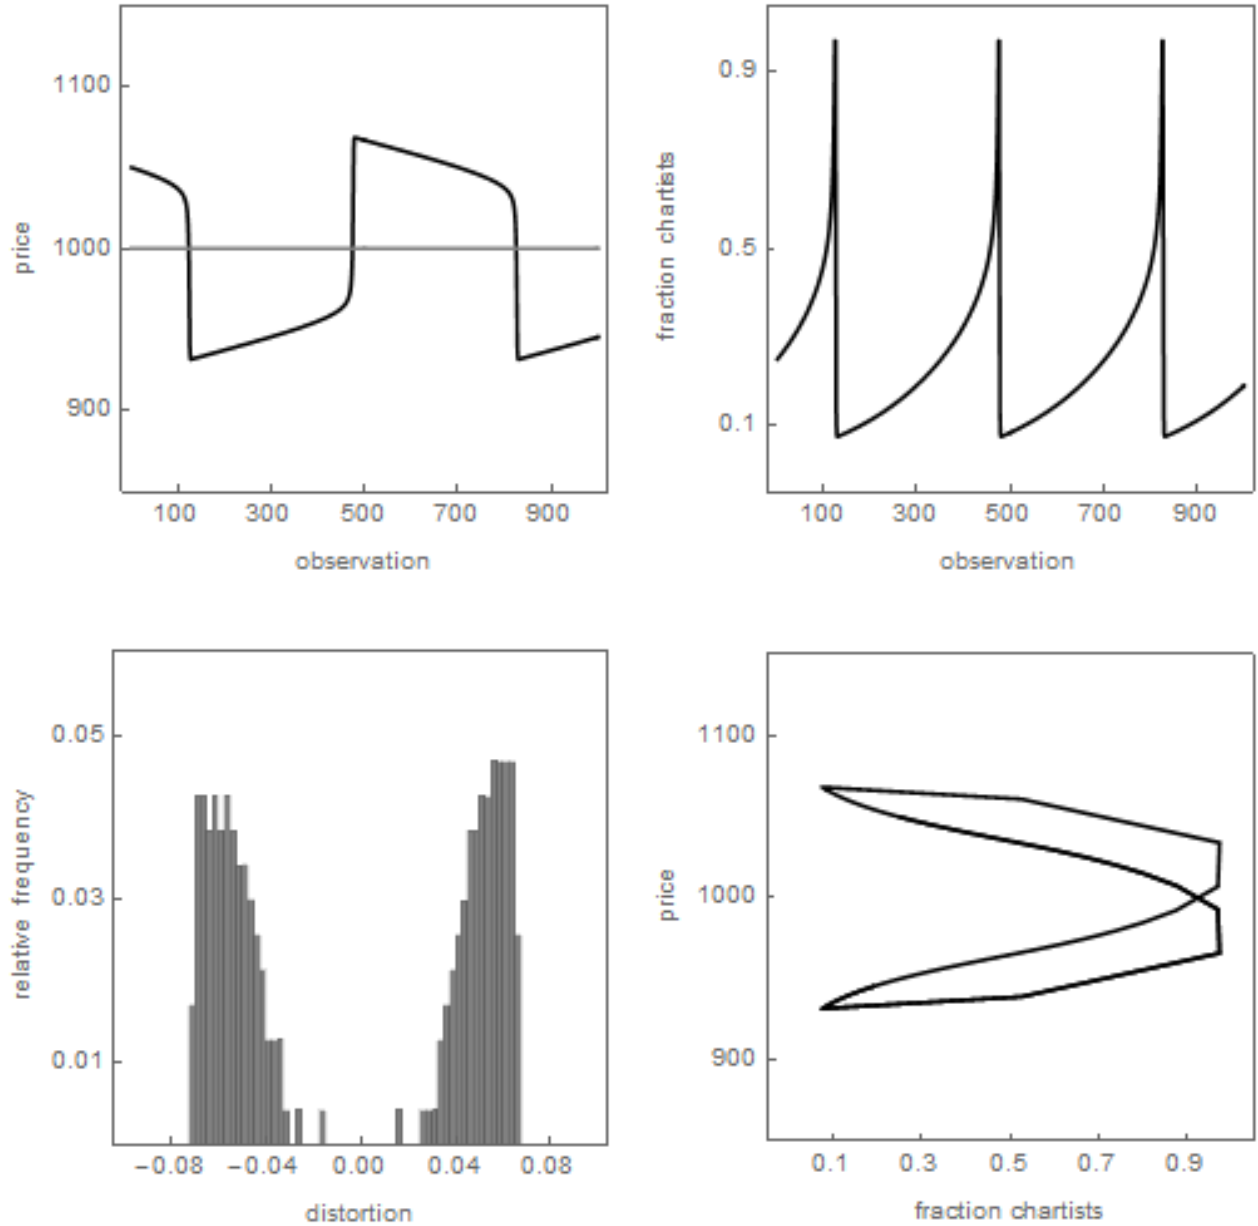 1100
1000
900
price
100 300 500 700 900
observation
0.9
0.5
0.1
fraction chartists
100 300 500 700 900
observation
0.05
0.03
0.01
relative frequency
−0.08 −0.04 0.00 0.04 0.08
distortion
1100
1000
900
price
0.1 0.3 0.5 0.7 0.9
fraction chartists